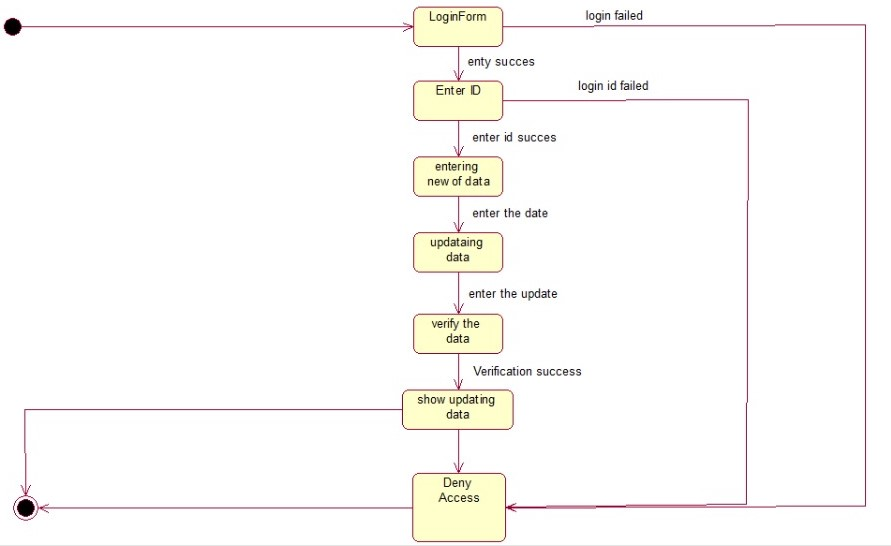 LoginForm
login failed
enty succes
Enter ID
login id failed
enter id succes
entering
new of data
enter the date
updataing
data
enter the update
verify the
data
Verification success
show updating
data
Deny
Access